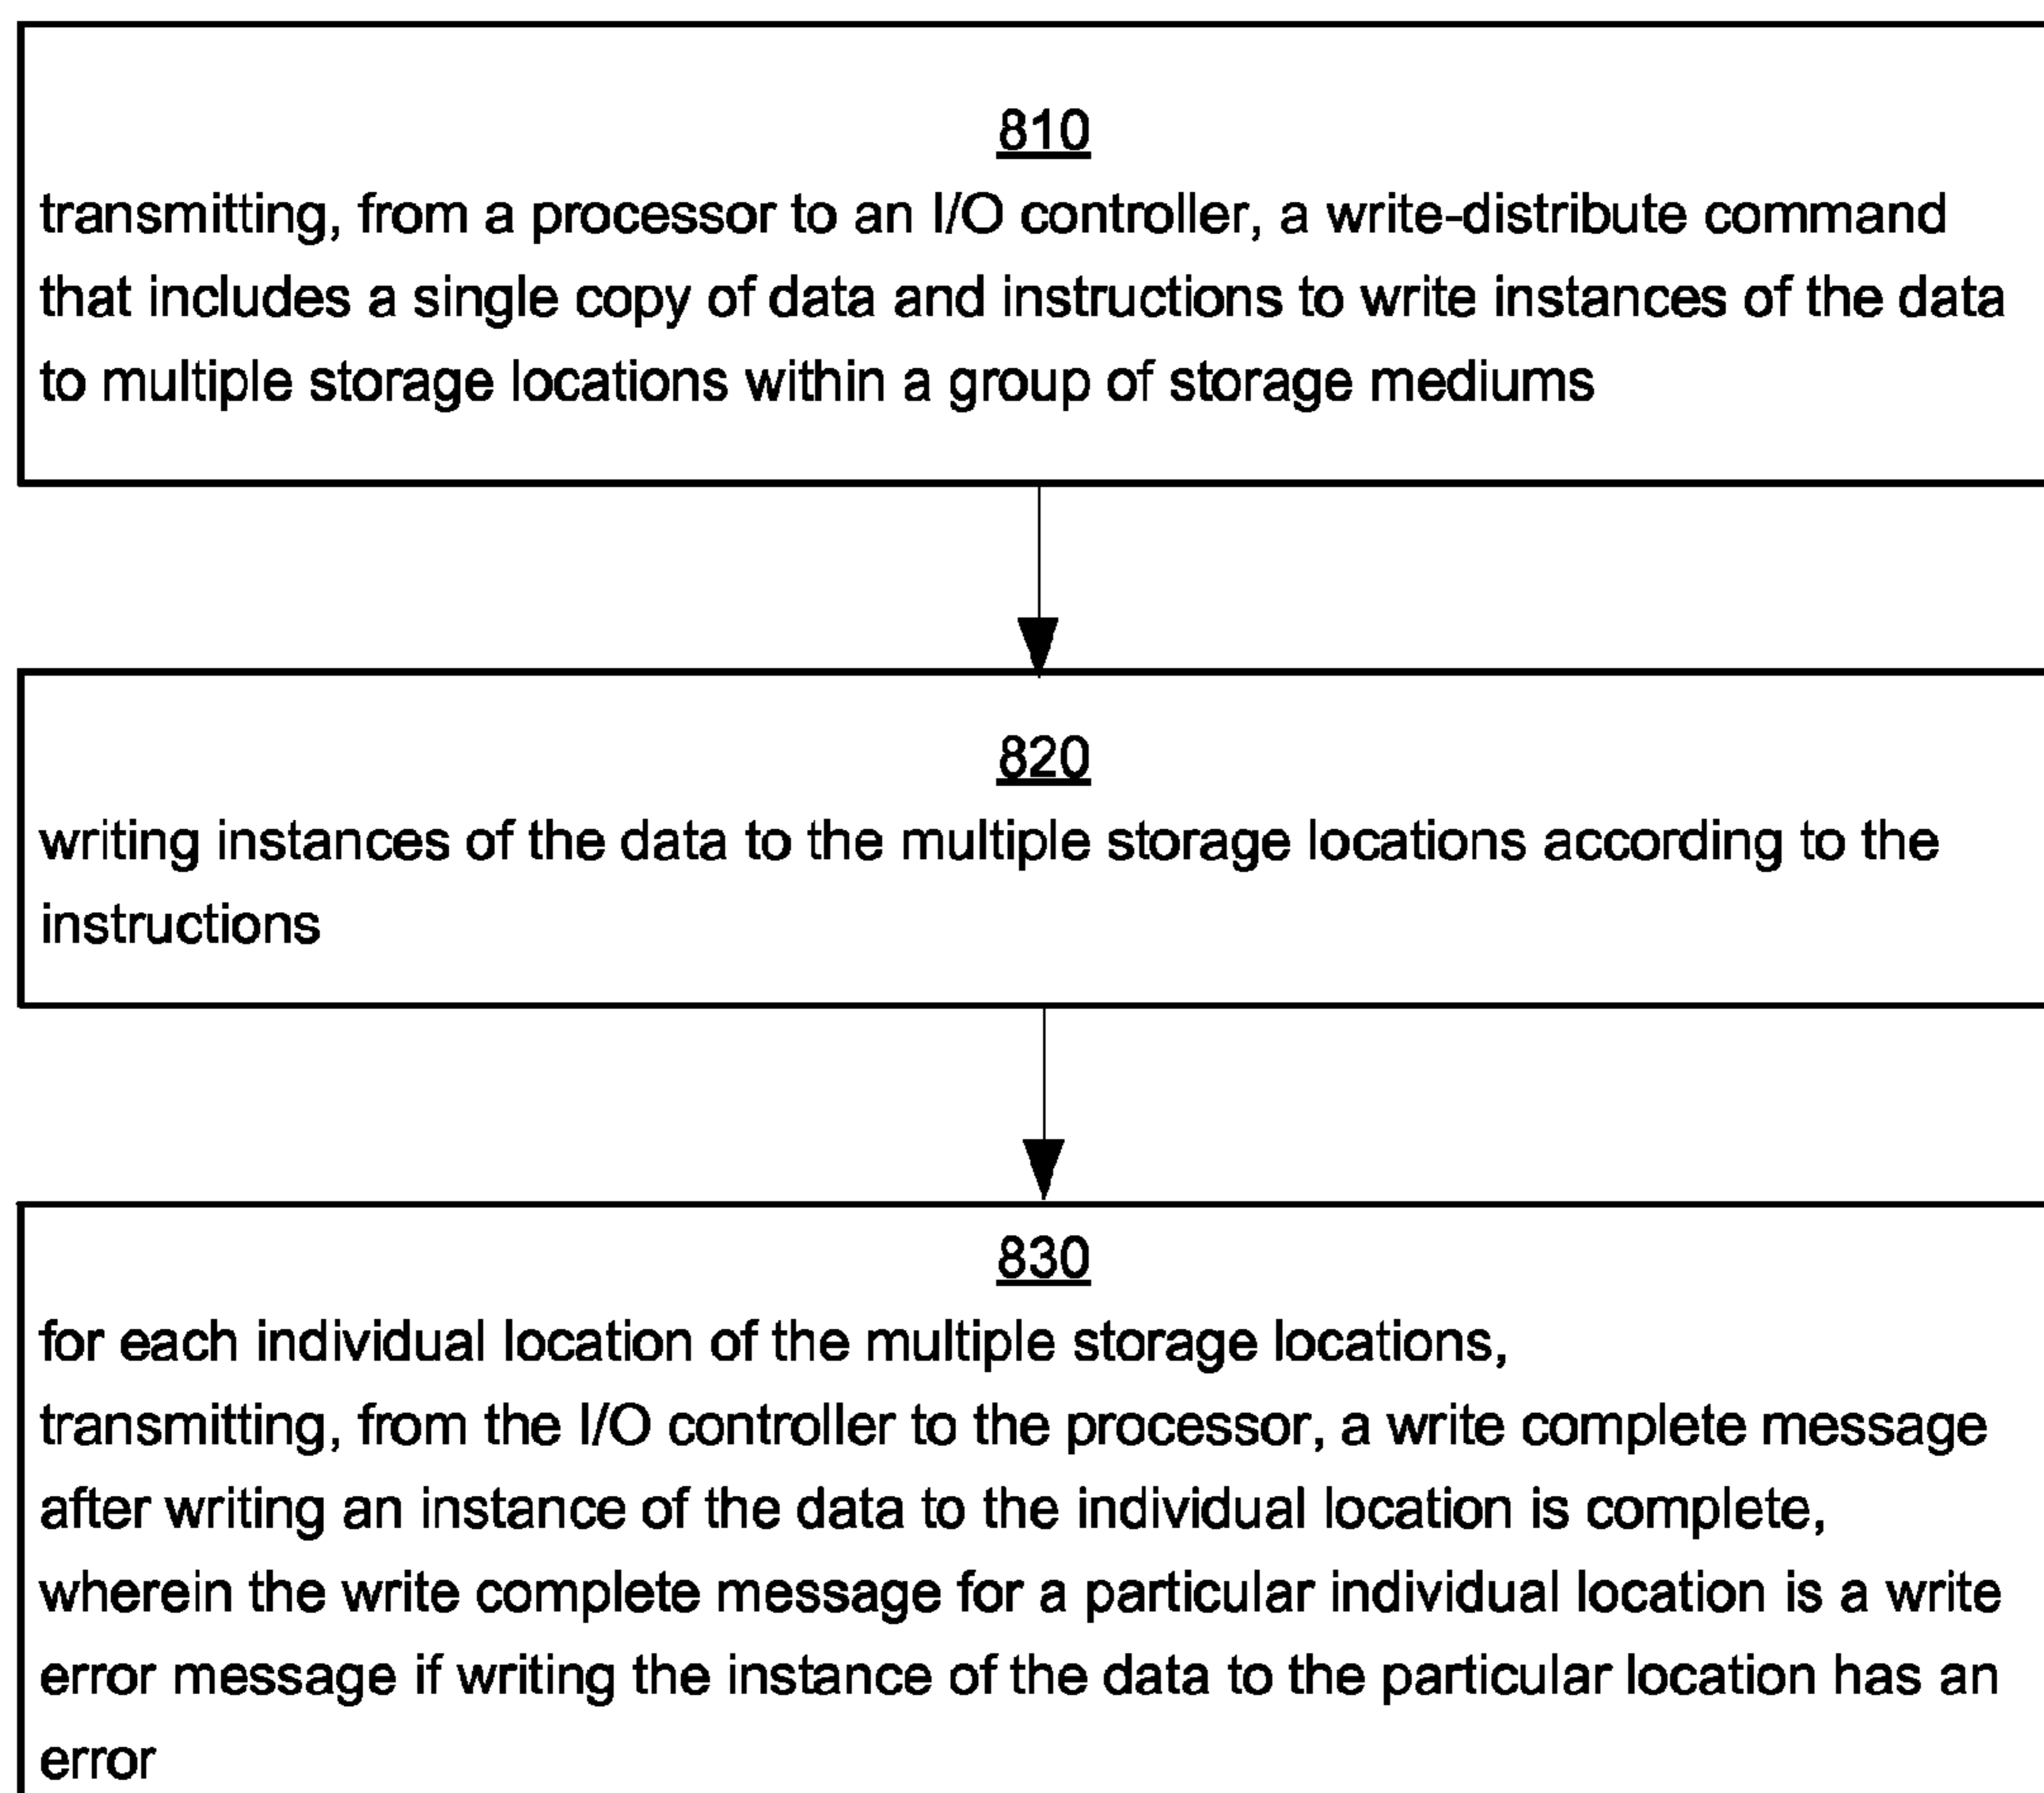 810
transmitting, from a processor to an I/O controller, a write-distribute command
that includes a single copy of data and instructions to write instances of the data
to multiple storage locations within a group of storage mediums
820
writing instances of the data to the multiple storage locations according to the
instructions
830
for each individual location of the multiple storage locations,
transmitting, from the I/O controller to the processor, a write complete message
after writing an instance of the data to the individual location is complete,
wherein the write complete message for a particular individual location is a write
error message if writing the instance of the data to the particular location has an
error